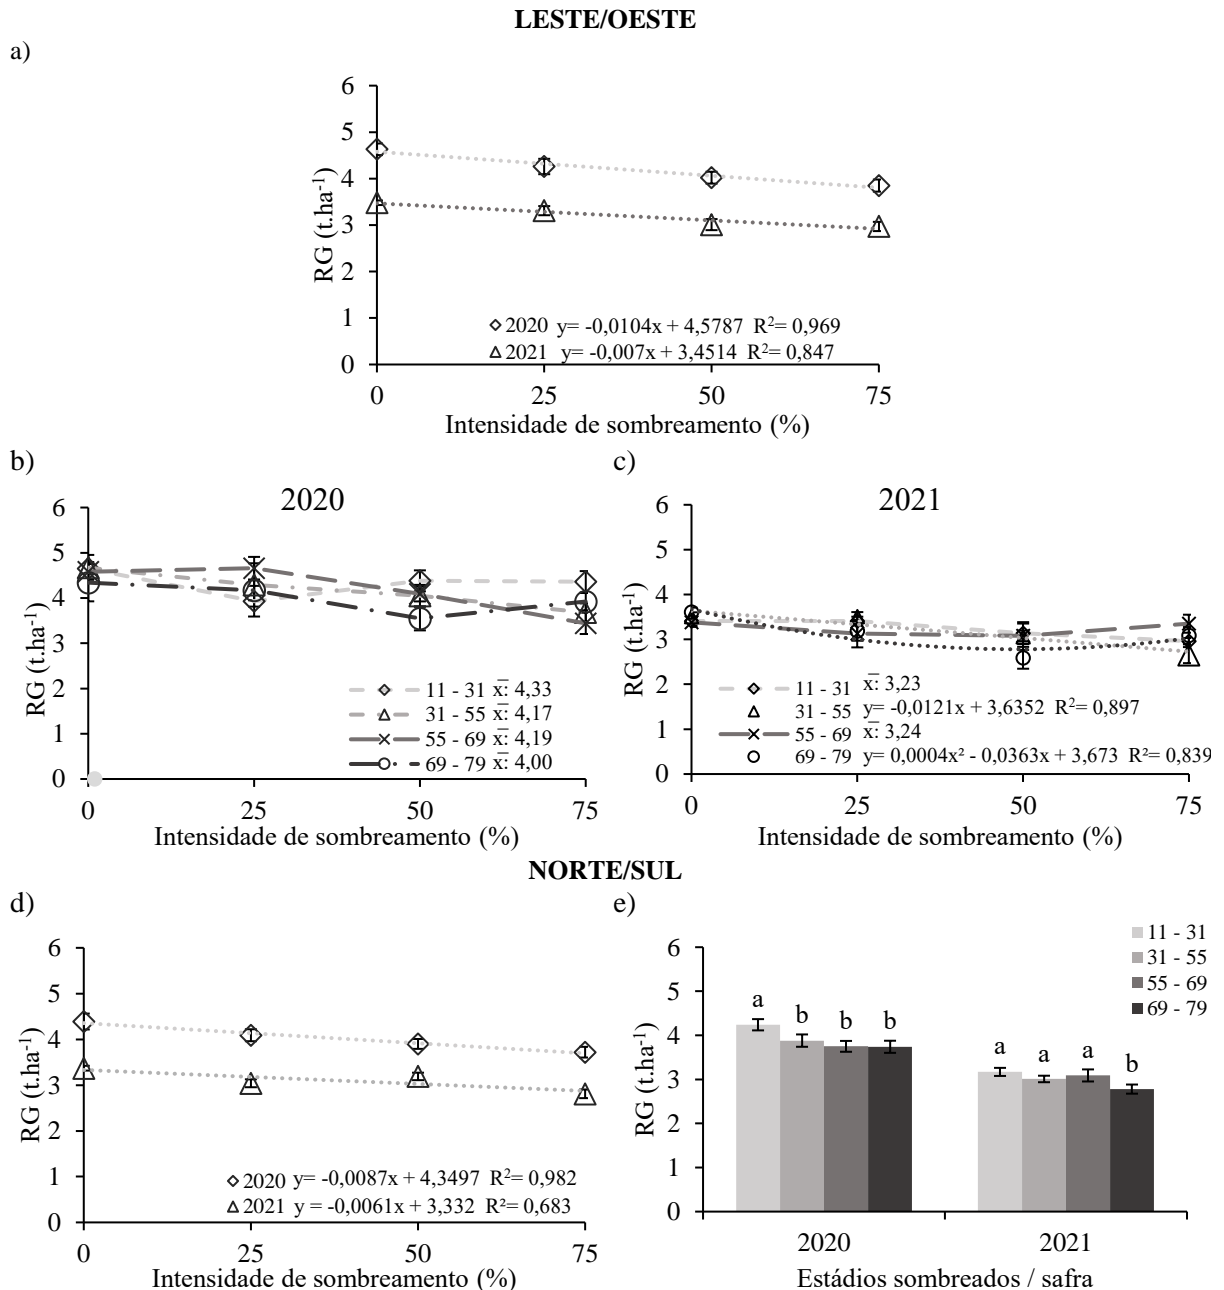 LESTE/OESTE
a)
6
5
4
3
2
1
0
RG (t.ha⁻¹)
2020 y= -0,0104x + 4,5787 R²= 0,969
2021 y= -0,007x + 3,4514 R²= 0,847
0 25 50 75
Intensidade de sombreamento (%)
b)
2020
6
5
4
3
2
1
0
RG (t.ha⁻¹)
11 - 31 x̅: 4,33
31 - 55 x̅: 4,17
55 - 69 x̅: 4,19
69 - 79 x̅: 4,00
0 25 50 75
Intensidade de sombreamento (%)
c)
2021
6
5
4
3
2
1
0
RG (t.ha⁻¹)
11 - 31 x̅: 3,23
31 - 55 y= -0,0121x + 3,6352 R²= 0,897
55 - 69 x̅: 3,24
69 - 79 y= 0,0004x² - 0,0363x + 3,673 R²= 0,839
0 25 50 75
Intensidade de sombreamento (%)
NORTE/SUL
d)
6
5
4
3
2
1
0
RG (t.ha⁻¹)
2020 y= -0,0087x + 4,3497 R²= 0,982
2021 y = -0,0061x + 3,332 R²= 0,683
0 25 50 75
Intensidade de sombreamento (%)
e)
11 - 31
31 - 55
55 - 69
69 - 79
6
5
4
3
2
1
0
RG (t.ha⁻¹)
a b b b
a a a b
2020 2021
Estádios sombreados / safra